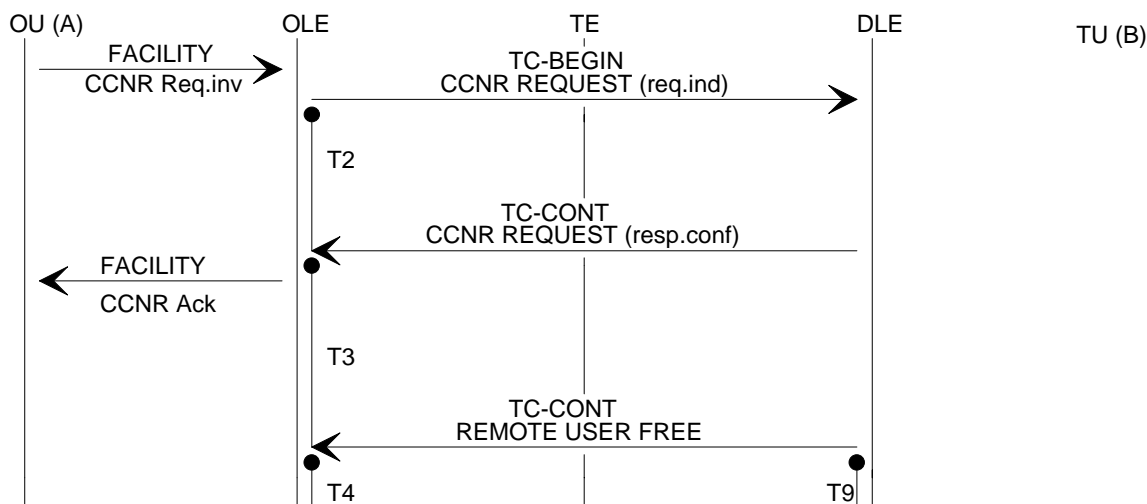 OU (A)
OLE
TE
DLE
TU (B)
FACILITY
CCNR Req.inv
TC-BEGIN
CCNR REQUEST (req.ind)
T2
TC-CONT
CCNR REQUEST (resp.conf)
FACILITY
CCNR Ack
T3
TC-CONT
REMOTE USER FREE
T4
T9